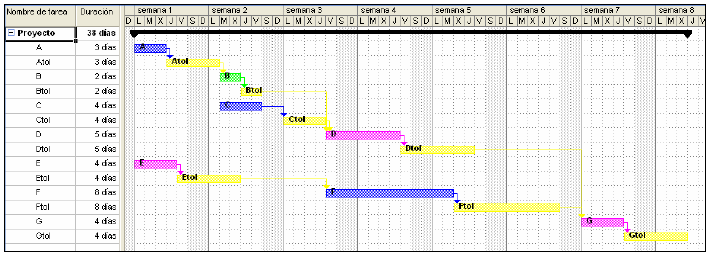 Nombre de tarea Duración semana 1 semana 2 semana 3 semana 4 semana 5 semana 6 semana 7 semana 8
D L M X J V S D L M X J V S D L M X J V S D L M X J V S D L M X J V S D L M X J V S D L M X J V S D L M X J V
Proyecto 38 días
A 3 días A
Atol 3 días Atol
B 2 días B
Btol 2 días Btol
C 4 días C
Ctol 4 días Ctol
D 5 días D
Dtol 5 días Dtol
E 4 días E
Etol 4 días Etol
F 8 días F
Ftol 8 días Ftol
G 4 días G
Gtol 4 días Gtol